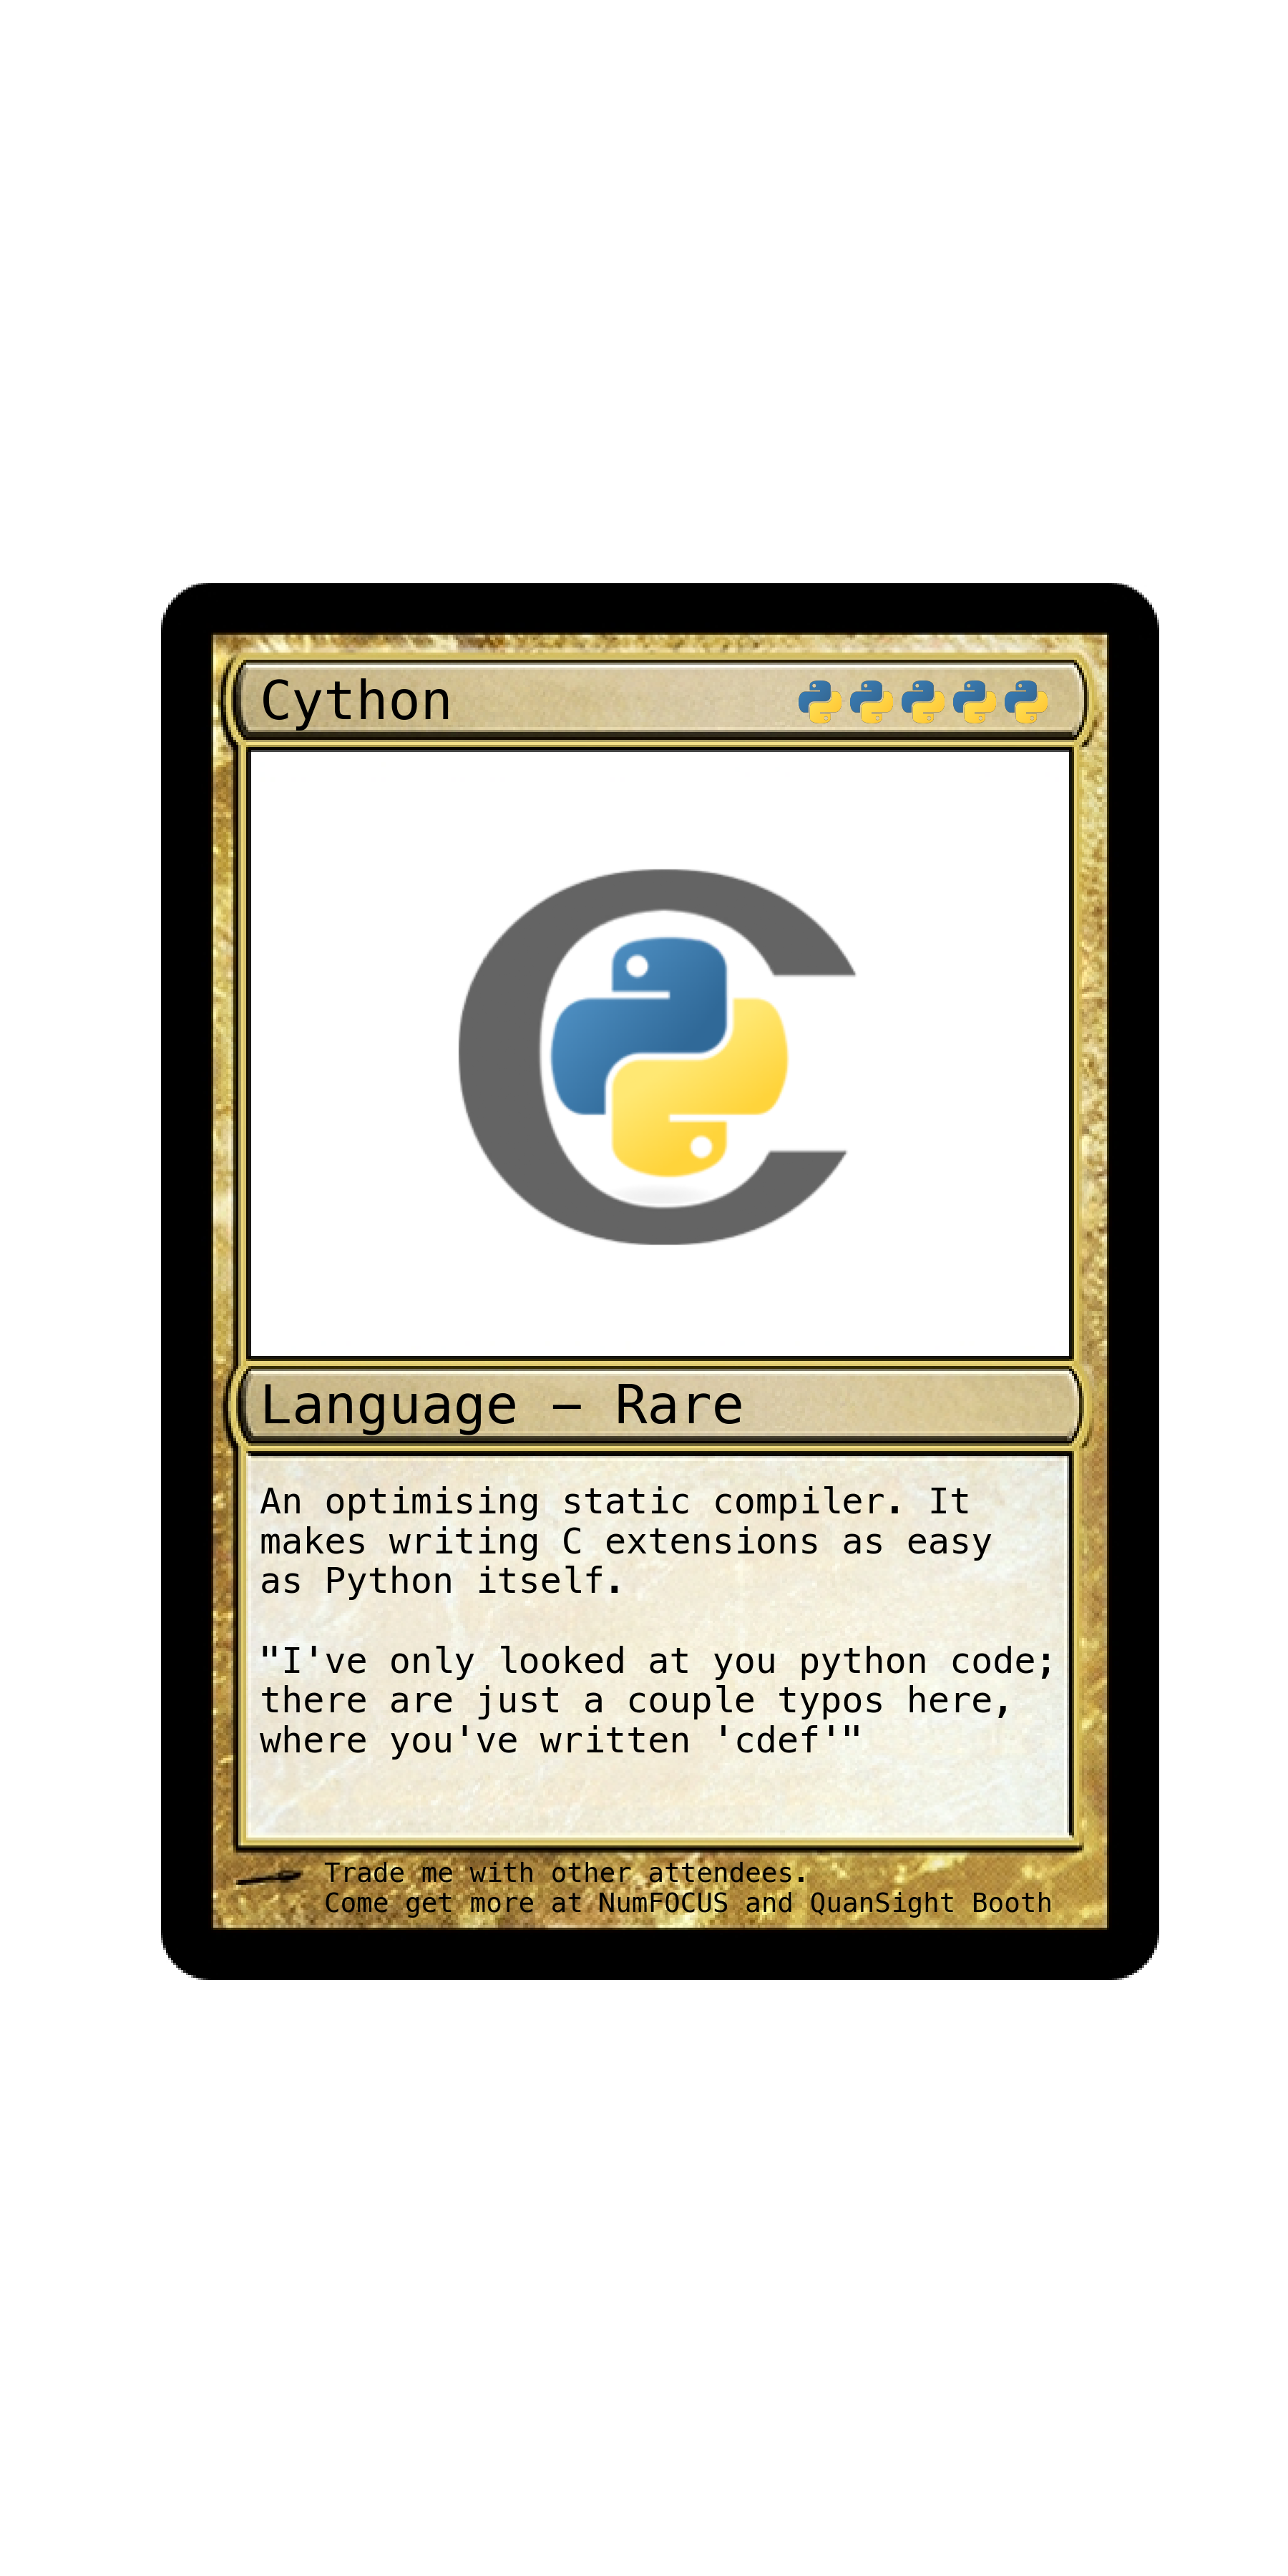 Cython
Language – Rare
An optimising static compiler. It
makes writing C extensions as easy
as Python itself.
"I've only looked at you python code;
there are just a couple typos here,
where you've written 'cdef'"
Trade me with other attendees.
Come get more at NumFOCUS and QuanSight Booth